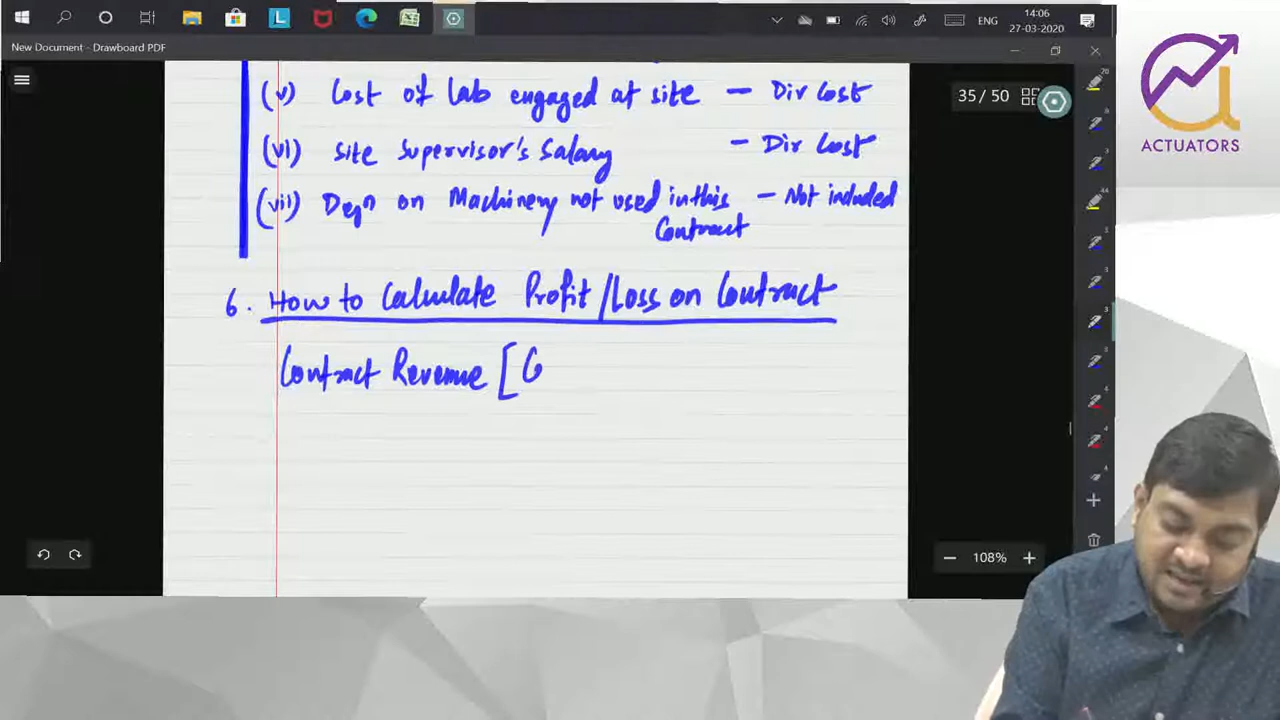 14:06
ENG
27-03-2020
New Document - Drawboard PDF
35 / 50
(v) Cost of lab engaged at site - Dir Cost
(vi) Site Supervisor's Salary - Dir Cost
(vii) Depn on Machinery not used in this - Not included
Contract
6. How to Calculate Profit/Loss on Contract
Contract Revenue [C
108%
ACTUATORS